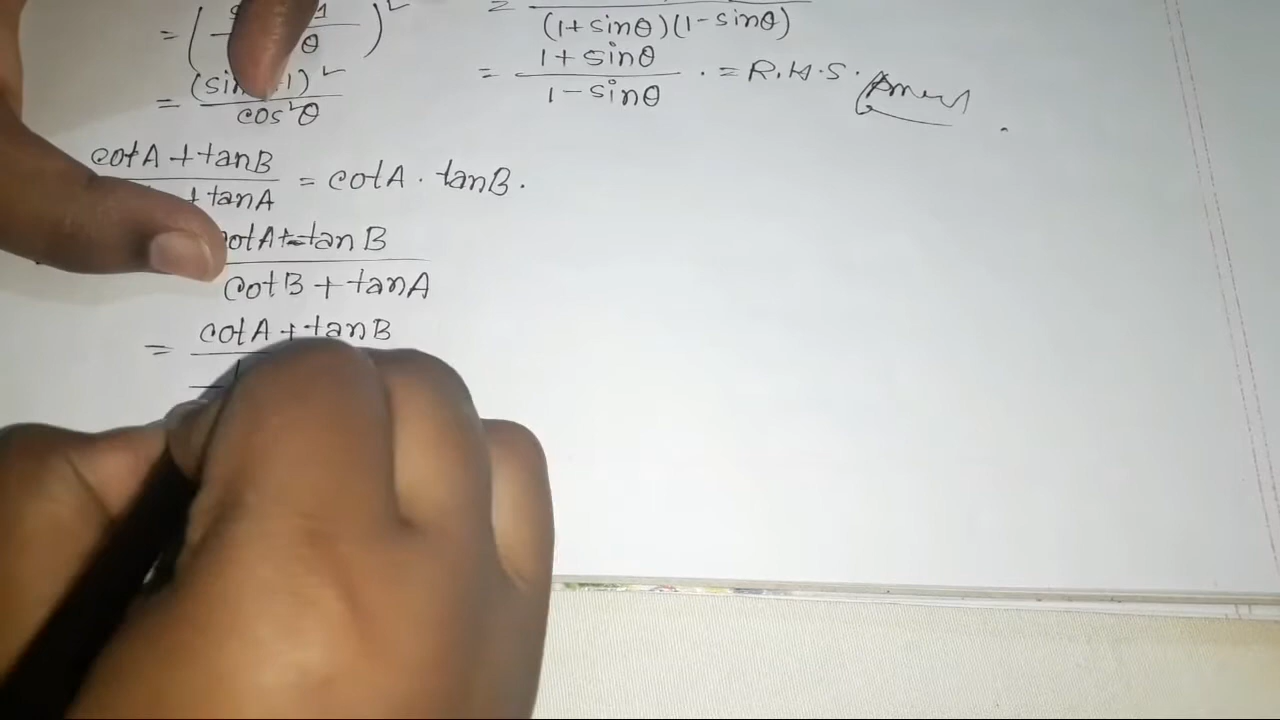 = ( θ )²
= (sin 1)² / cos²θ
= / (1+sinθ)(1-sinθ)
= 1+sinθ / 1-sinθ . = R.H.S.
cotA + tanB / + tanA = cotA · tanB.
cotA + tanB / cotB + tanA
= cotA + tanB